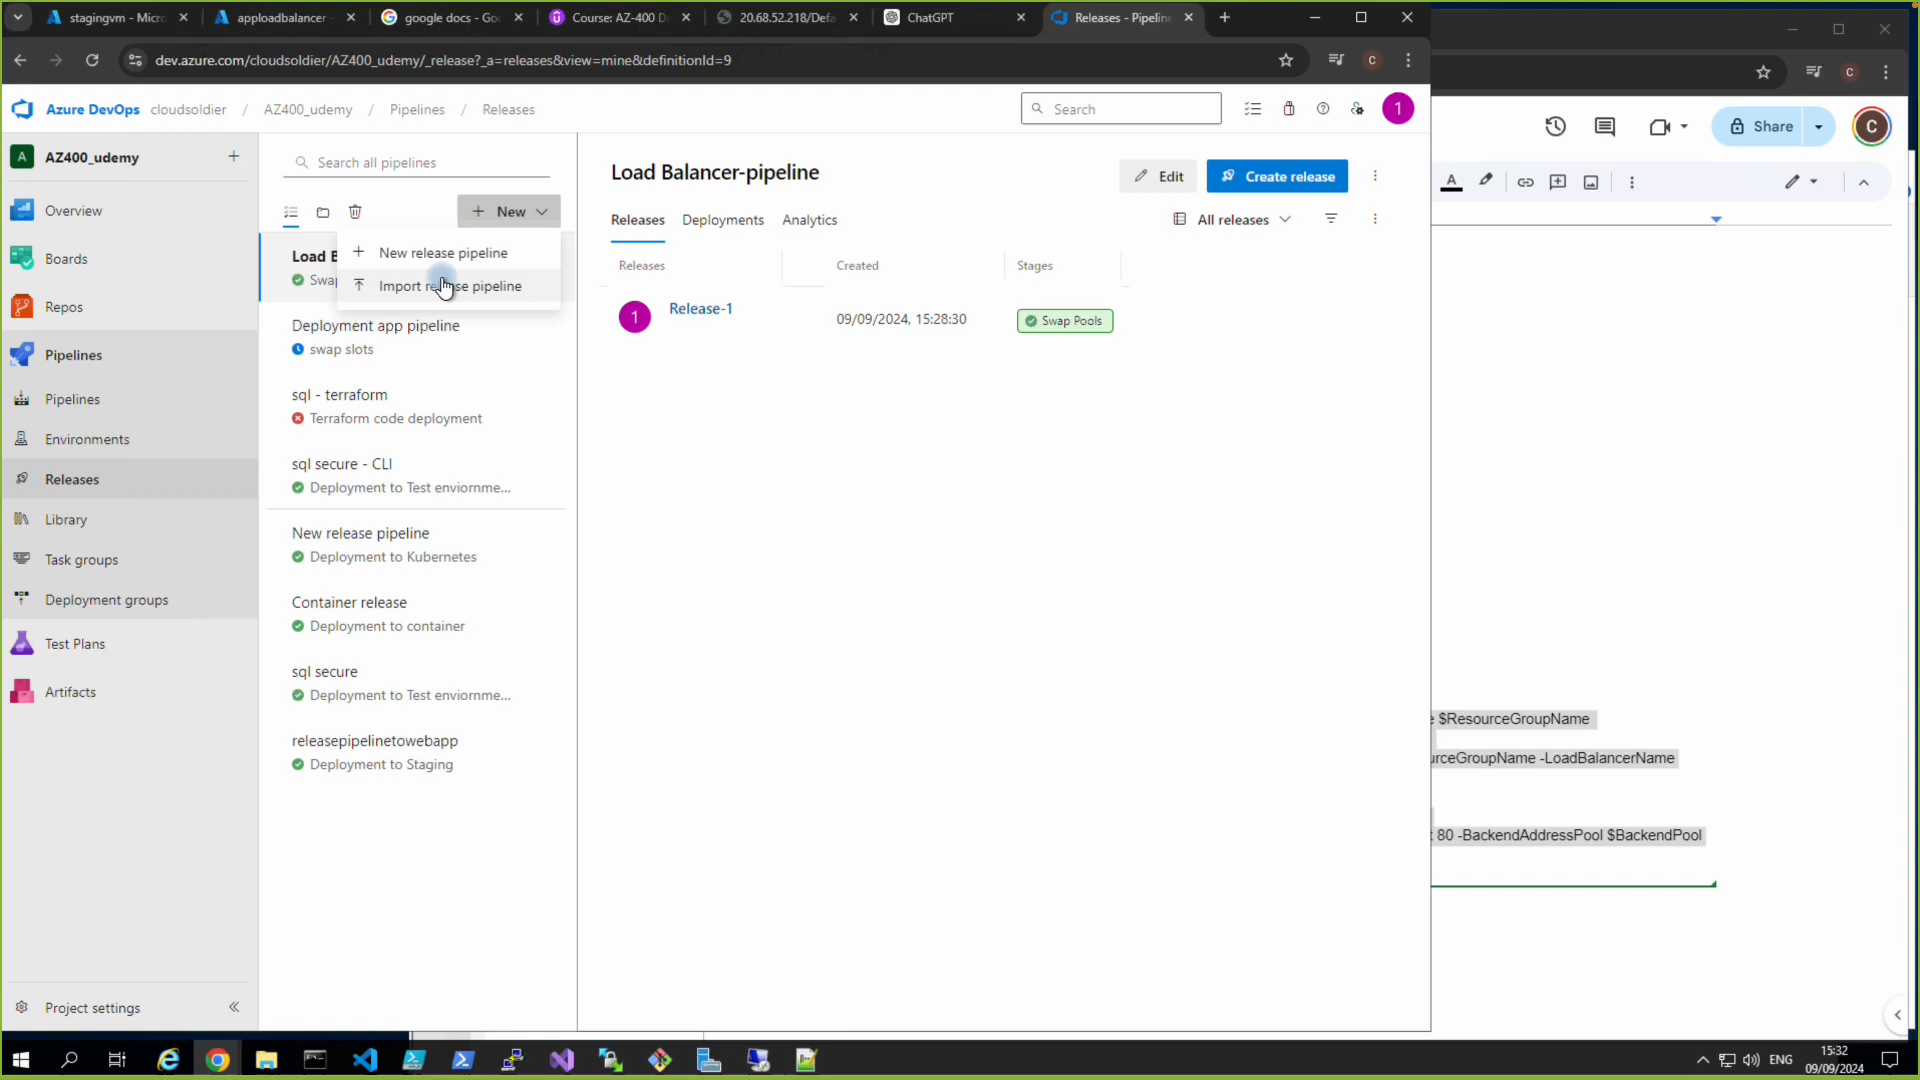 stagingvm - Micro
apploadbalancer
google docs - Go
Course: AZ-400 D
20.68.52.218/Defa
ChatGPT
Releases - Pipelin
dev.azure.com/cloudsoldier/AZ400_udemy/_release?_a=releases&view=mine&definitionId=9
C
C
Azure DevOps
cloudsoldier
/
AZ400_udemy
/
Pipelines
/
Releases
Search
1
Share
C
A
AZ400_udemy
Search all pipelines
Load Balancer-pipeline
Edit
Create release
A
Overview
New
Releases
Deployments
Analytics
All releases
Boards
Load B
Swap
New release pipeline
Import release pipeline
Releases
Created
Stages
Repos
Deployment app pipeline
swap slots
1
Release-1
09/09/2024, 15:28:30
Swap Pools
Pipelines
Pipelines
sql - terraform
Terraform code deployment
Environments
sql secure - CLI
Deployment to Test enviornme...
Releases
Library
New release pipeline
Deployment to Kubernetes
Task groups
Deployment groups
Container release
Deployment to container
Test Plans
sql secure
Deployment to Test enviornme...
Artifacts
releasepipelinetowebapp
Deployment to Staging
e $ResourceGroupName
urceGroupName -LoadBalancerName
t 80 -BackendAddressPool $BackendPool
Project settings
ENG
15:32
09/09/2024